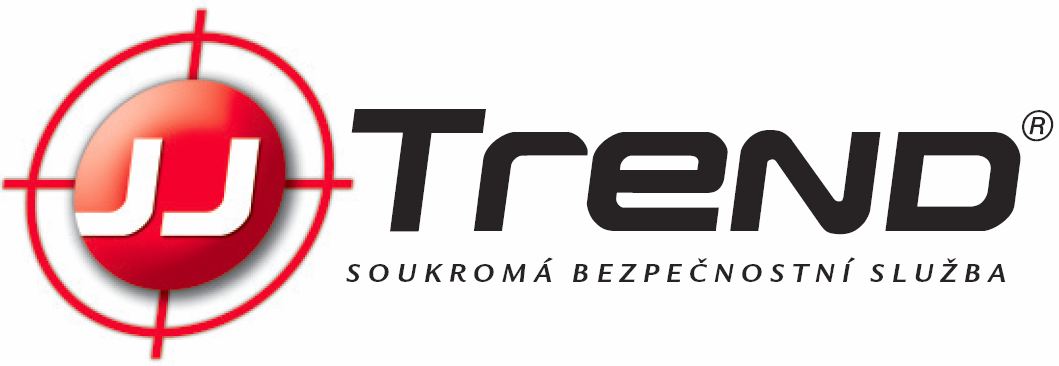 JJ Trend®
SOUKROMÁ BEZPEČNOSTNÍ SLUŽBA